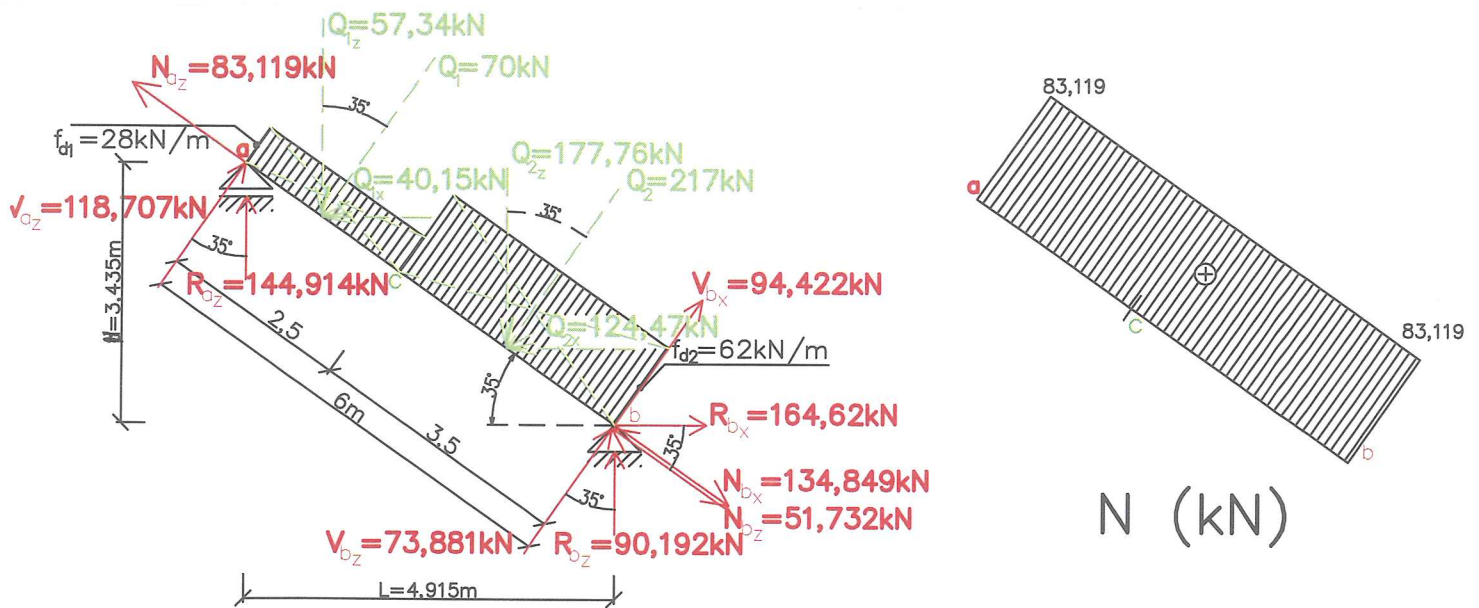 Q1z=57,34kN
Naz=83,119kN
Q1=70kN
35°
fd1=28kN/m
a
Q2z=177,76kN
Q1x=40,15kN
Q2=217kN
35°
Vaz=118,707kN
35°
Raz=144,914kN
c
Vbx=94,422kN
H=3.435m
2,5
Q2x=124,47kN
fd2=62kN/m
35°
6m
b
Rbx=164,62kN
3,5
35°
Nbx=134,849kN
35°
Nbz=51,732kN
Vbz=73,881kN
Rbz=90,192kN
L=4,915m
83,119
a
c
83,119
b
N (kN)